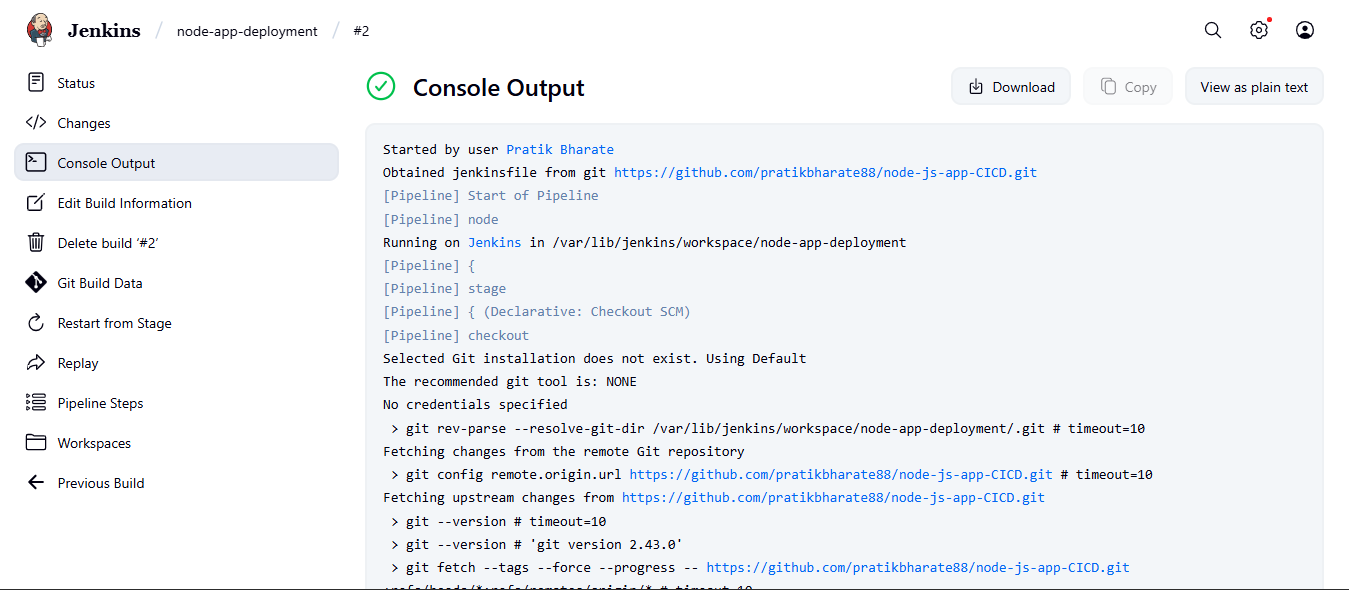 Jenkins / node-app-deployment / #2
Status
Changes
Console Output
Edit Build Information
Delete build ‘#2’
Git Build Data
Restart from Stage
Replay
Pipeline Steps
Workspaces
Previous Build
Console Output
Download
Copy
View as plain text
Started by user Pratik Bharate
Obtained jenkinsfile from git https://github.com/pratikbharate88/node-js-app-CICD.git
[Pipeline] Start of Pipeline
[Pipeline] node
Running on Jenkins in /var/lib/jenkins/workspace/node-app-deployment
[Pipeline] {
[Pipeline] stage
[Pipeline] { (Declarative: Checkout SCM)
[Pipeline] checkout
Selected Git installation does not exist. Using Default
The recommended git tool is: NONE
No credentials specified
> git rev-parse --resolve-git-dir /var/lib/jenkins/workspace/node-app-deployment/.git # timeout=10
Fetching changes from the remote Git repository
> git config remote.origin.url https://github.com/pratikbharate88/node-js-app-CICD.git # timeout=10
Fetching upstream changes from https://github.com/pratikbharate88/node-js-app-CICD.git
> git --version # timeout=10
> git --version # 'git version 2.43.0'
> git fetch --tags --force --progress -- https://github.com/pratikbharate88/node-js-app-CICD.git